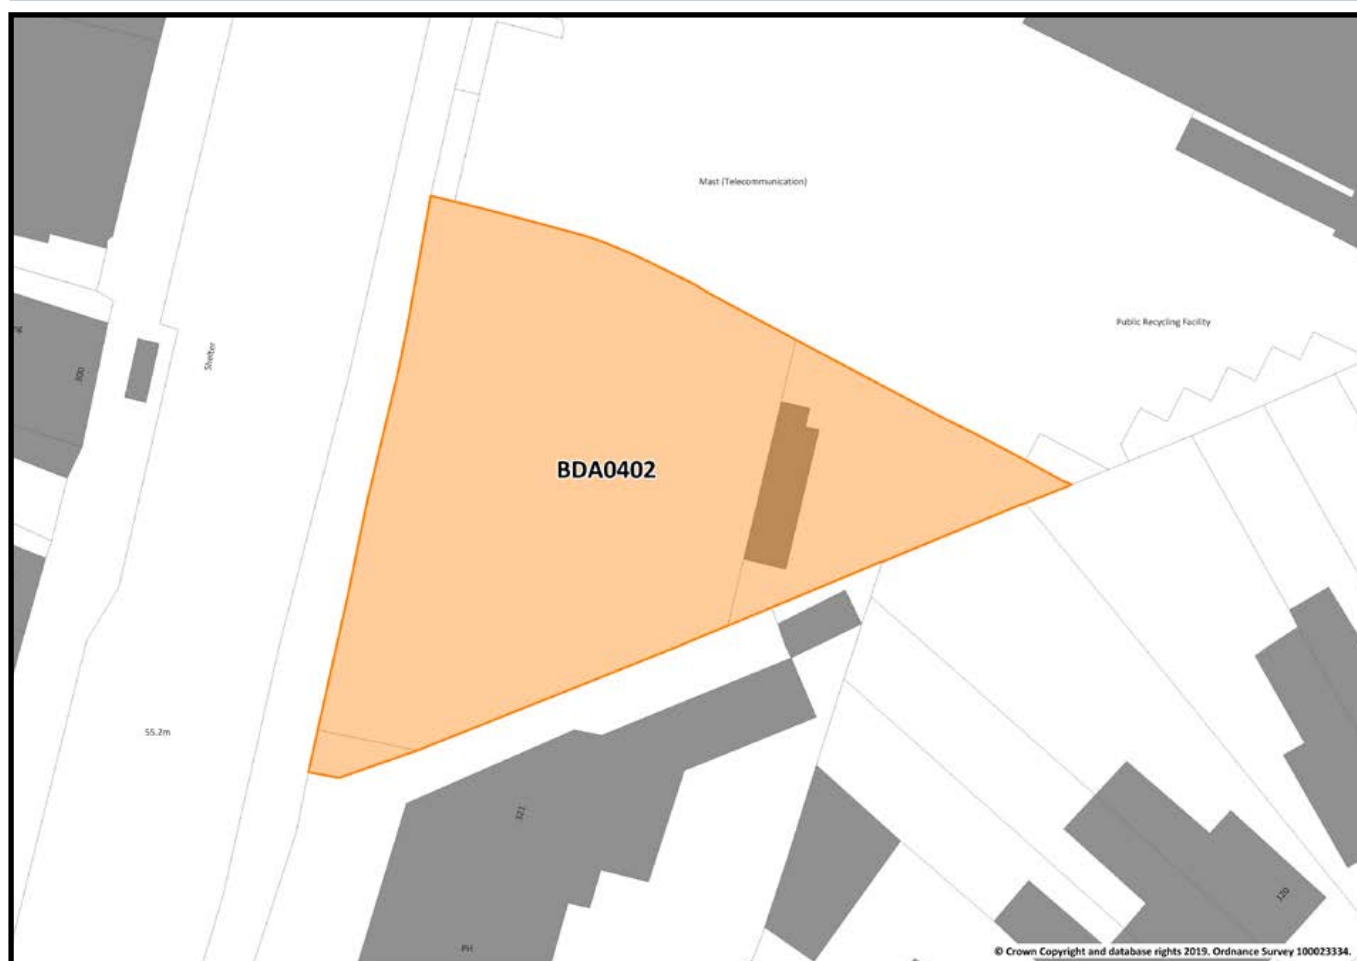 Mast (Telecommunication)
Public Recycling Facility
Shelter
300
BDA0402
55.2m
321
PH
120
© Crown Copyright and database rights 2019. Ordnance Survey 100023334.